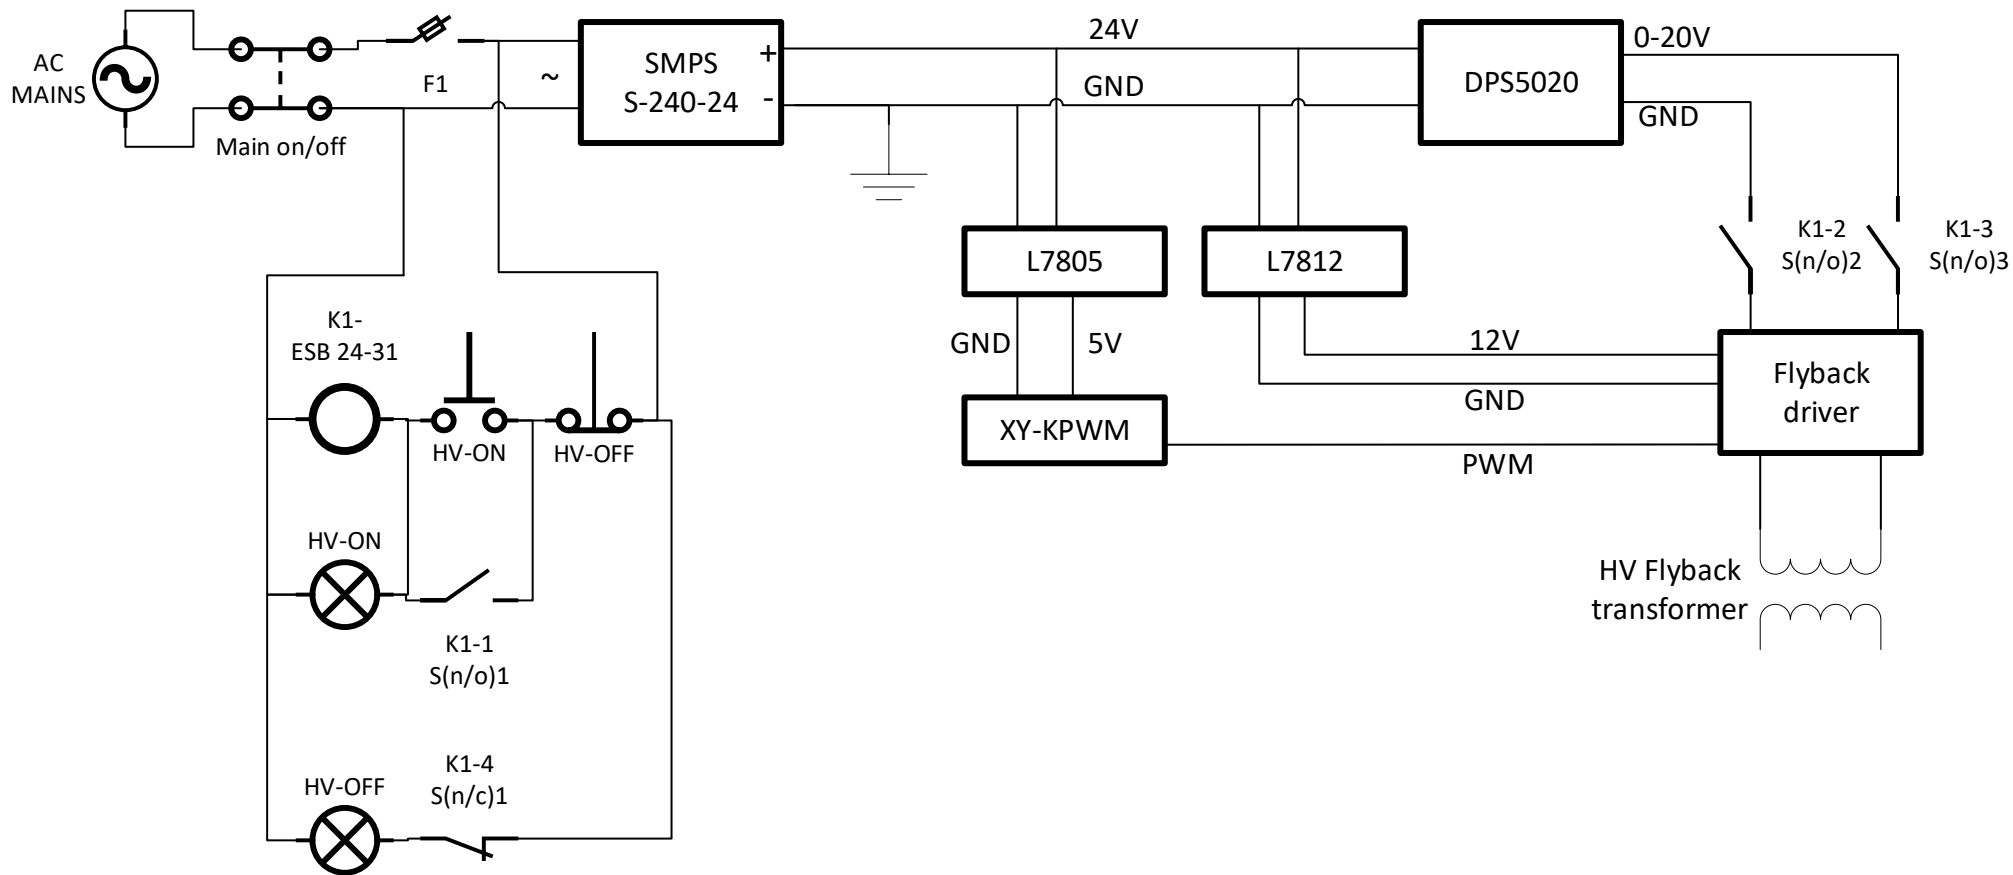 AC
MAINS
Main on/off
F1
~
SMPS
S-240-24
+
-
24V
GND
DPS5020
0-20V
GND
K1-2
S(n/o)2
K1-3
S(n/o)3
L7805
L7812
GND
5V
12V
GND
XY-KPWM
PWM
Flyback
driver
HV Flyback
transformer
K1-
ESB 24-31
HV-ON
HV-OFF
HV-ON
K1-1
S(n/o)1
HV-OFF
K1-4
S(n/c)1